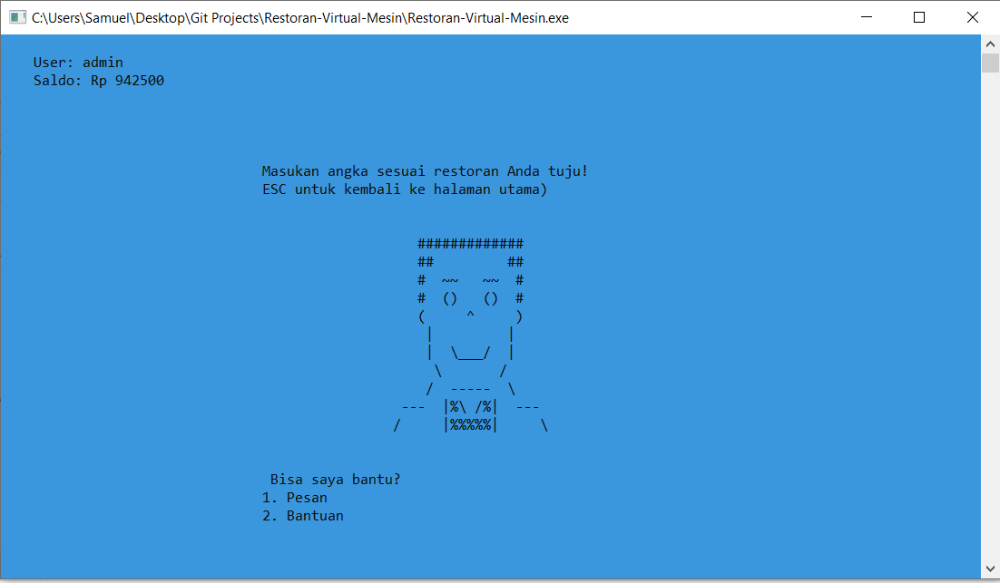 C:\Users\Samuel\Desktop\Git Projects\Restoran-Virtual-Mesin\Restoran-Virtual-Mesin.exe
User: admin
Saldo: Rp 942500
Masukan angka sesuai restoran Anda tuju!
ESC untuk kembali ke halaman utama)
Bisa saya bantu?
1. Pesan
2. Bantuan